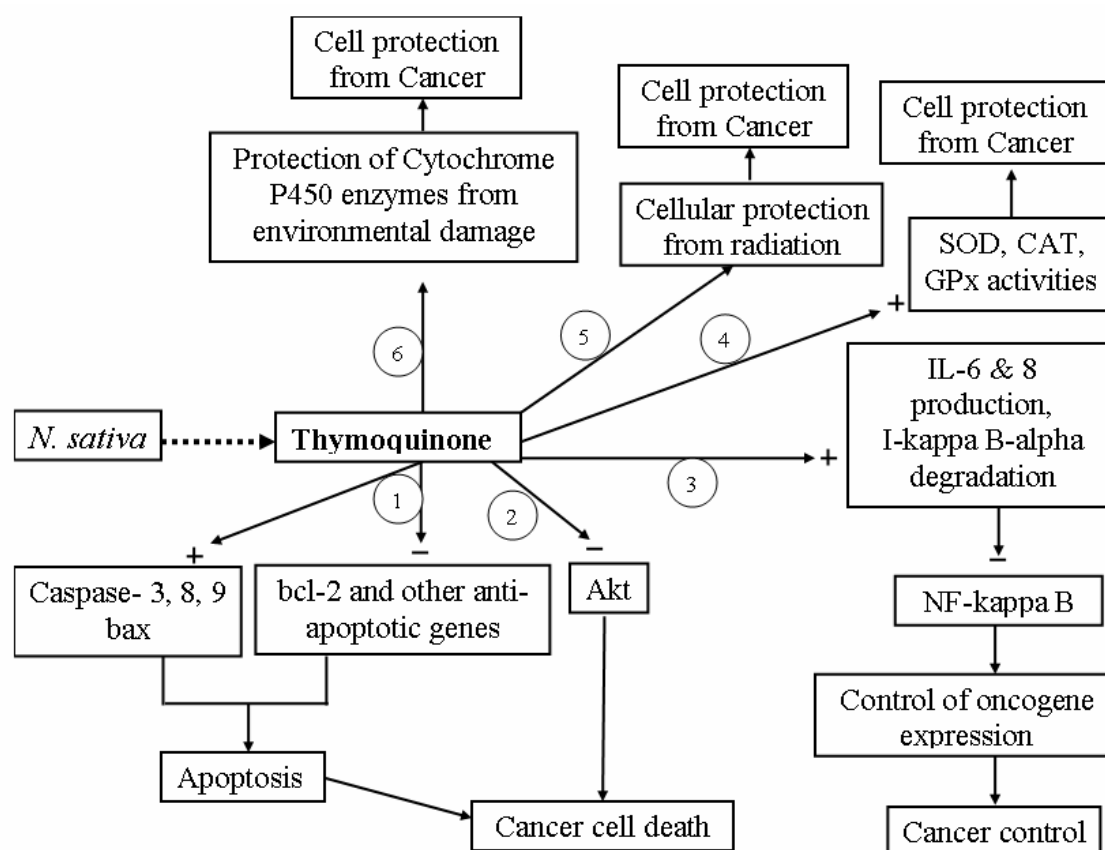 Cell protection
from Cancer
Protection of Cytochrome
P450 enzymes from
environmental damage
Cell protection
from Cancer
Cellular protection
from radiation
Cell protection
from Cancer
SOD, CAT,
GPx activities
+
6
5
4
N. sativa
Thymoquinone
IL-6 & 8
production,
I-kappa B-alpha
degradation
+
3
1
2
+
−
−
−
Caspase- 3, 8, 9
bax
bcl-2 and other anti-
apoptotic genes
Akt
NF-kappa B
Control of oncogene
expression
Apoptosis
Cancer cell death
Cancer control